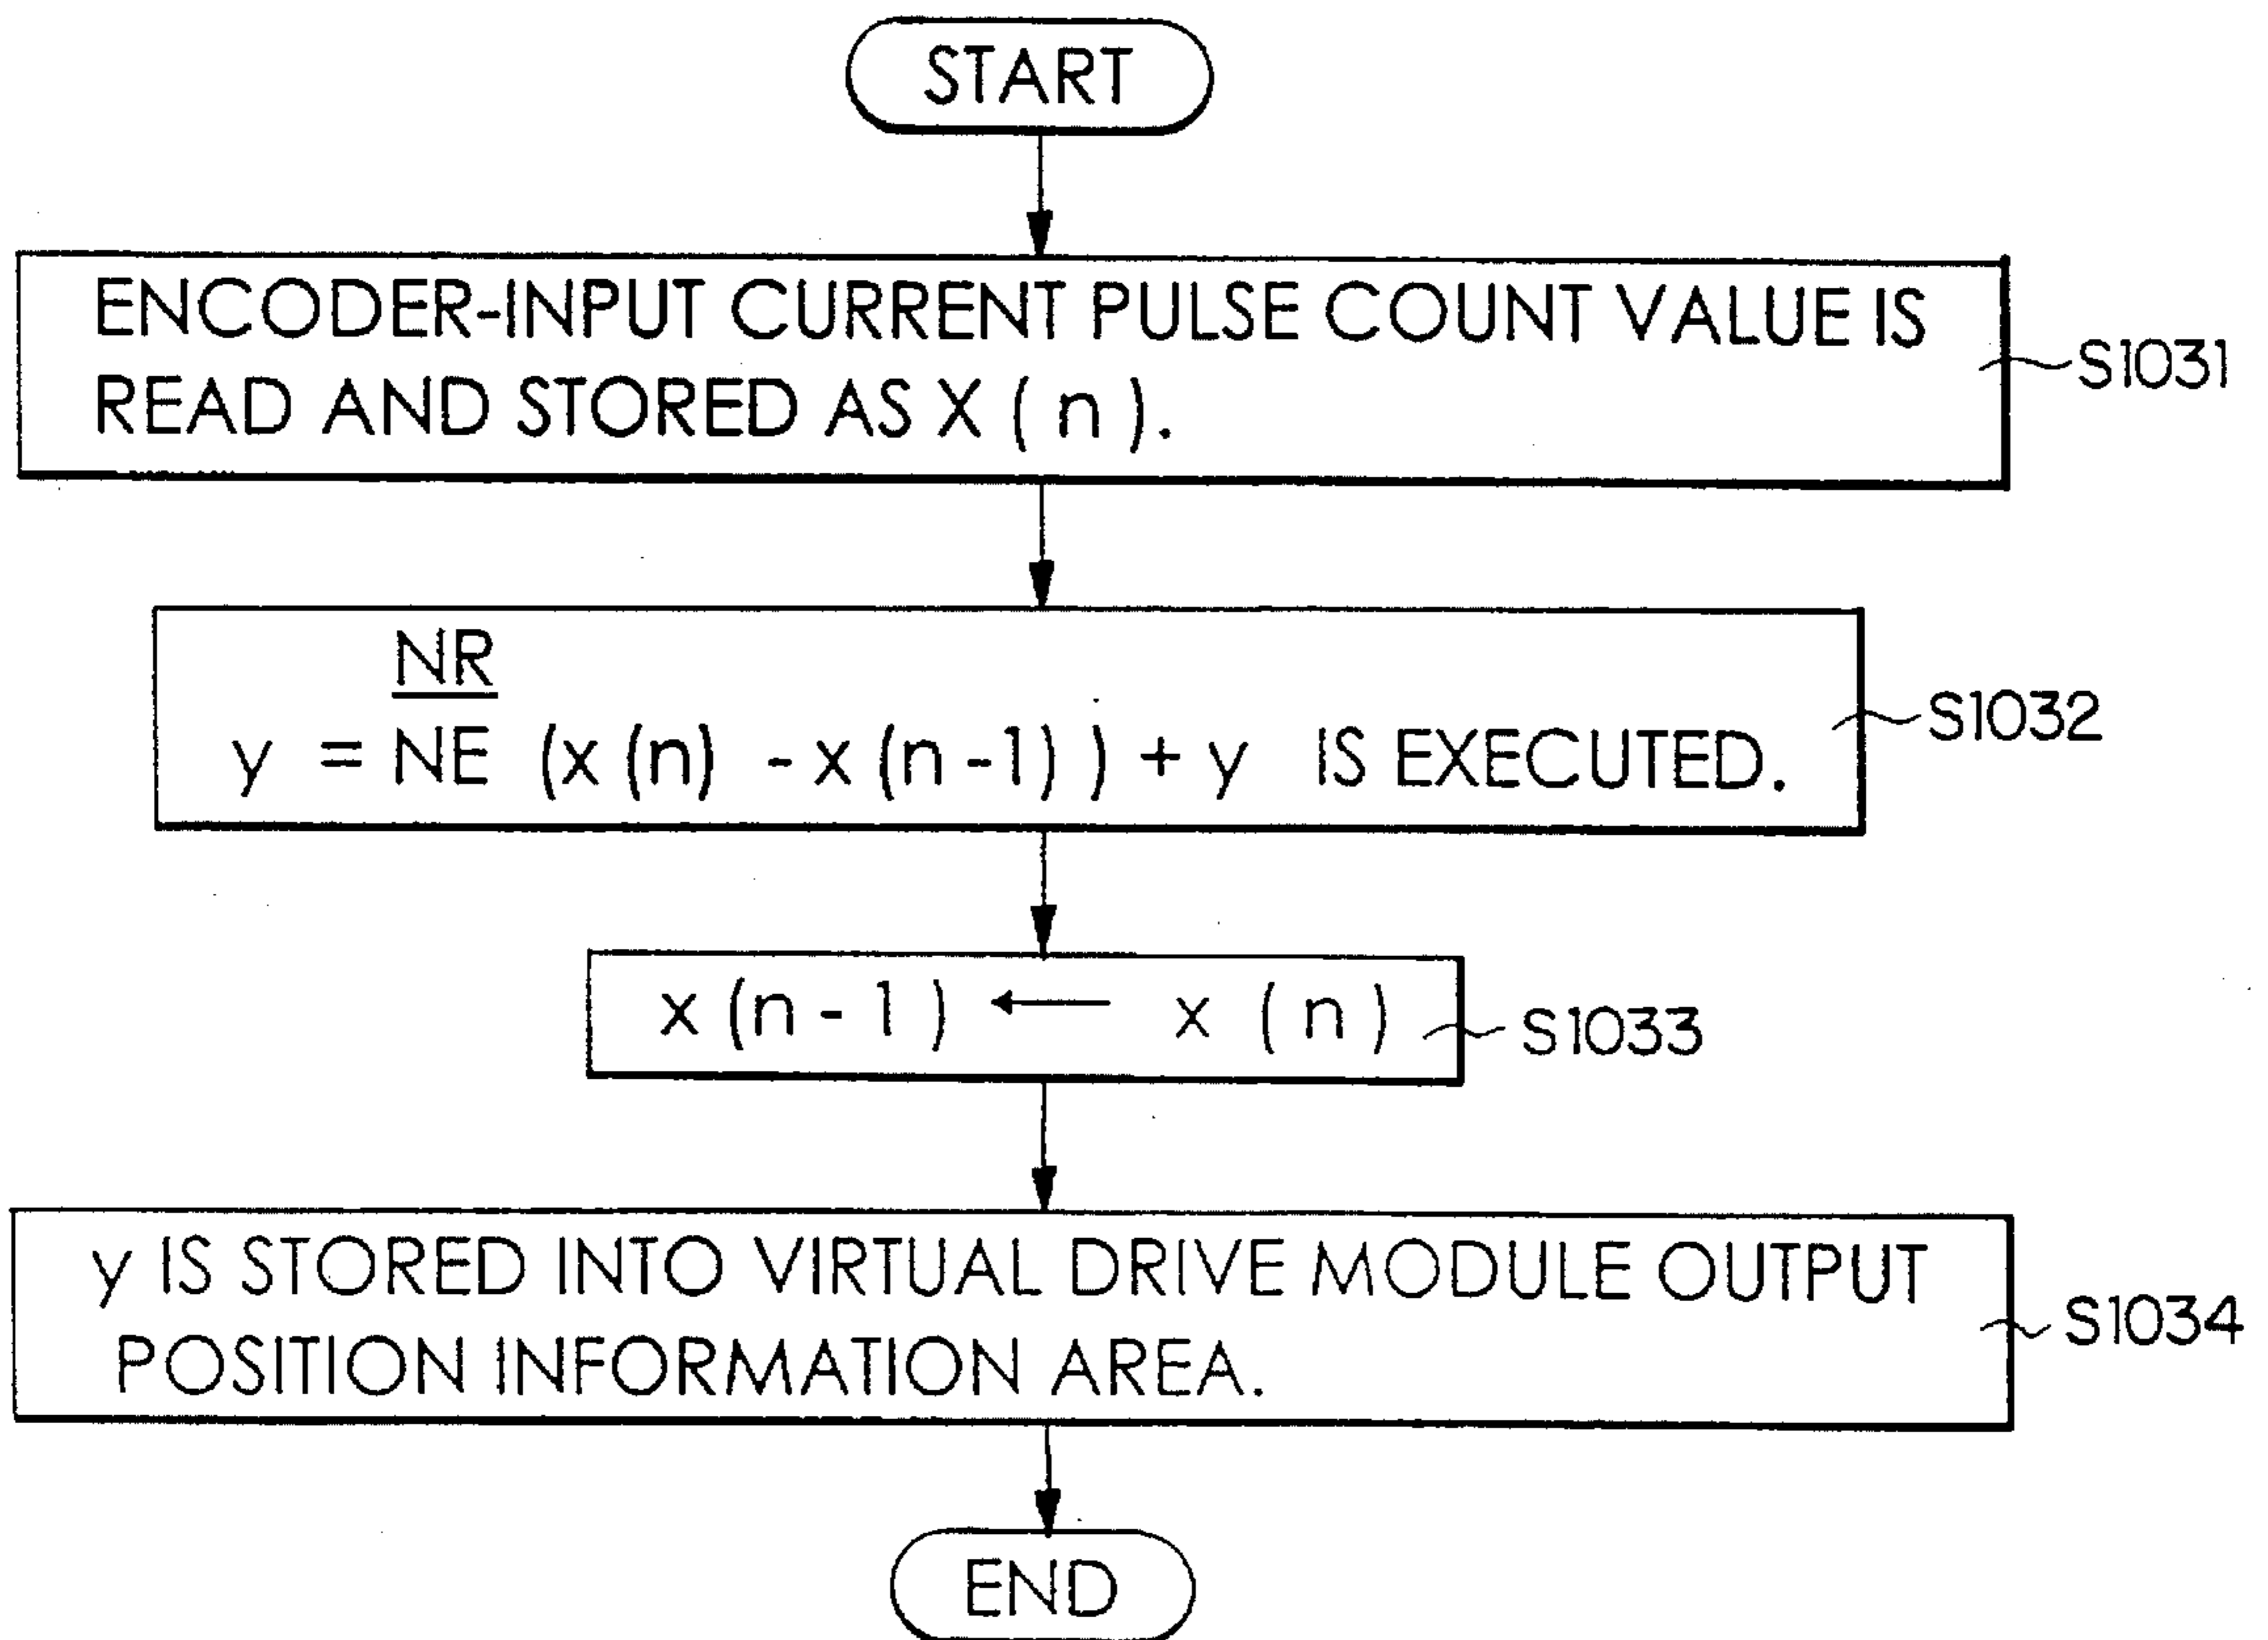 START
ENCODER-INPUT CURRENT PULSE COUNT VALUE IS
READ AND STORED AS X ( n ).
S1031
NR
y = NE (x (n) - x (n -1) ) + y IS EXECUTED.
S1032
x (n - 1 ) ← x ( n )
S1033
y IS STORED INTO VIRTUAL DRIVE MODULE OUTPUT
POSITION INFORMATION AREA.
S1034
END